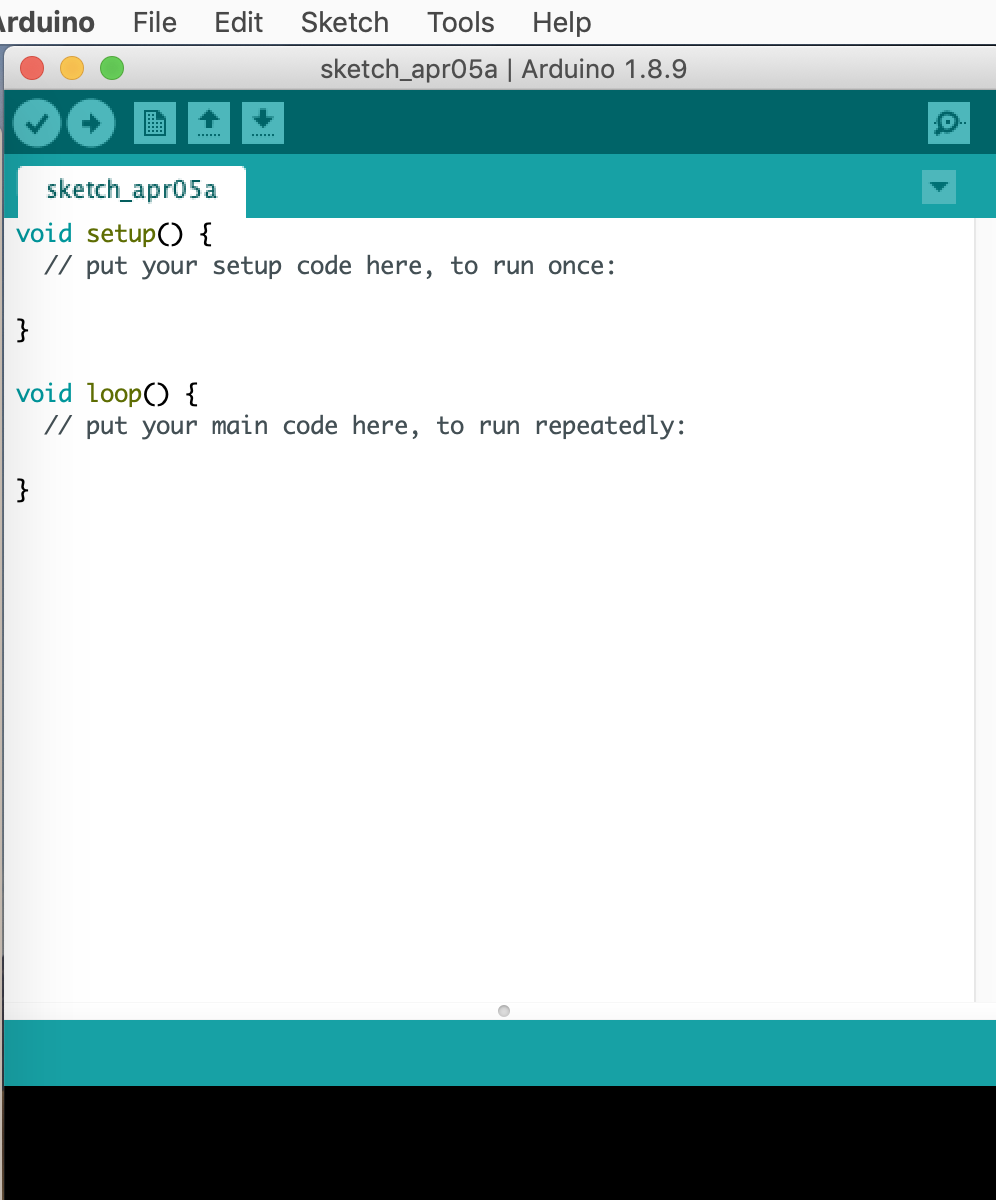 Arduino File Edit Sketch Tools Help
sketch_apr05a | Arduino 1.8.9
sketch_apr05a
void setup() {
  // put your setup code here, to run once:
}
void loop() {
  // put your main code here, to run repeatedly:
}